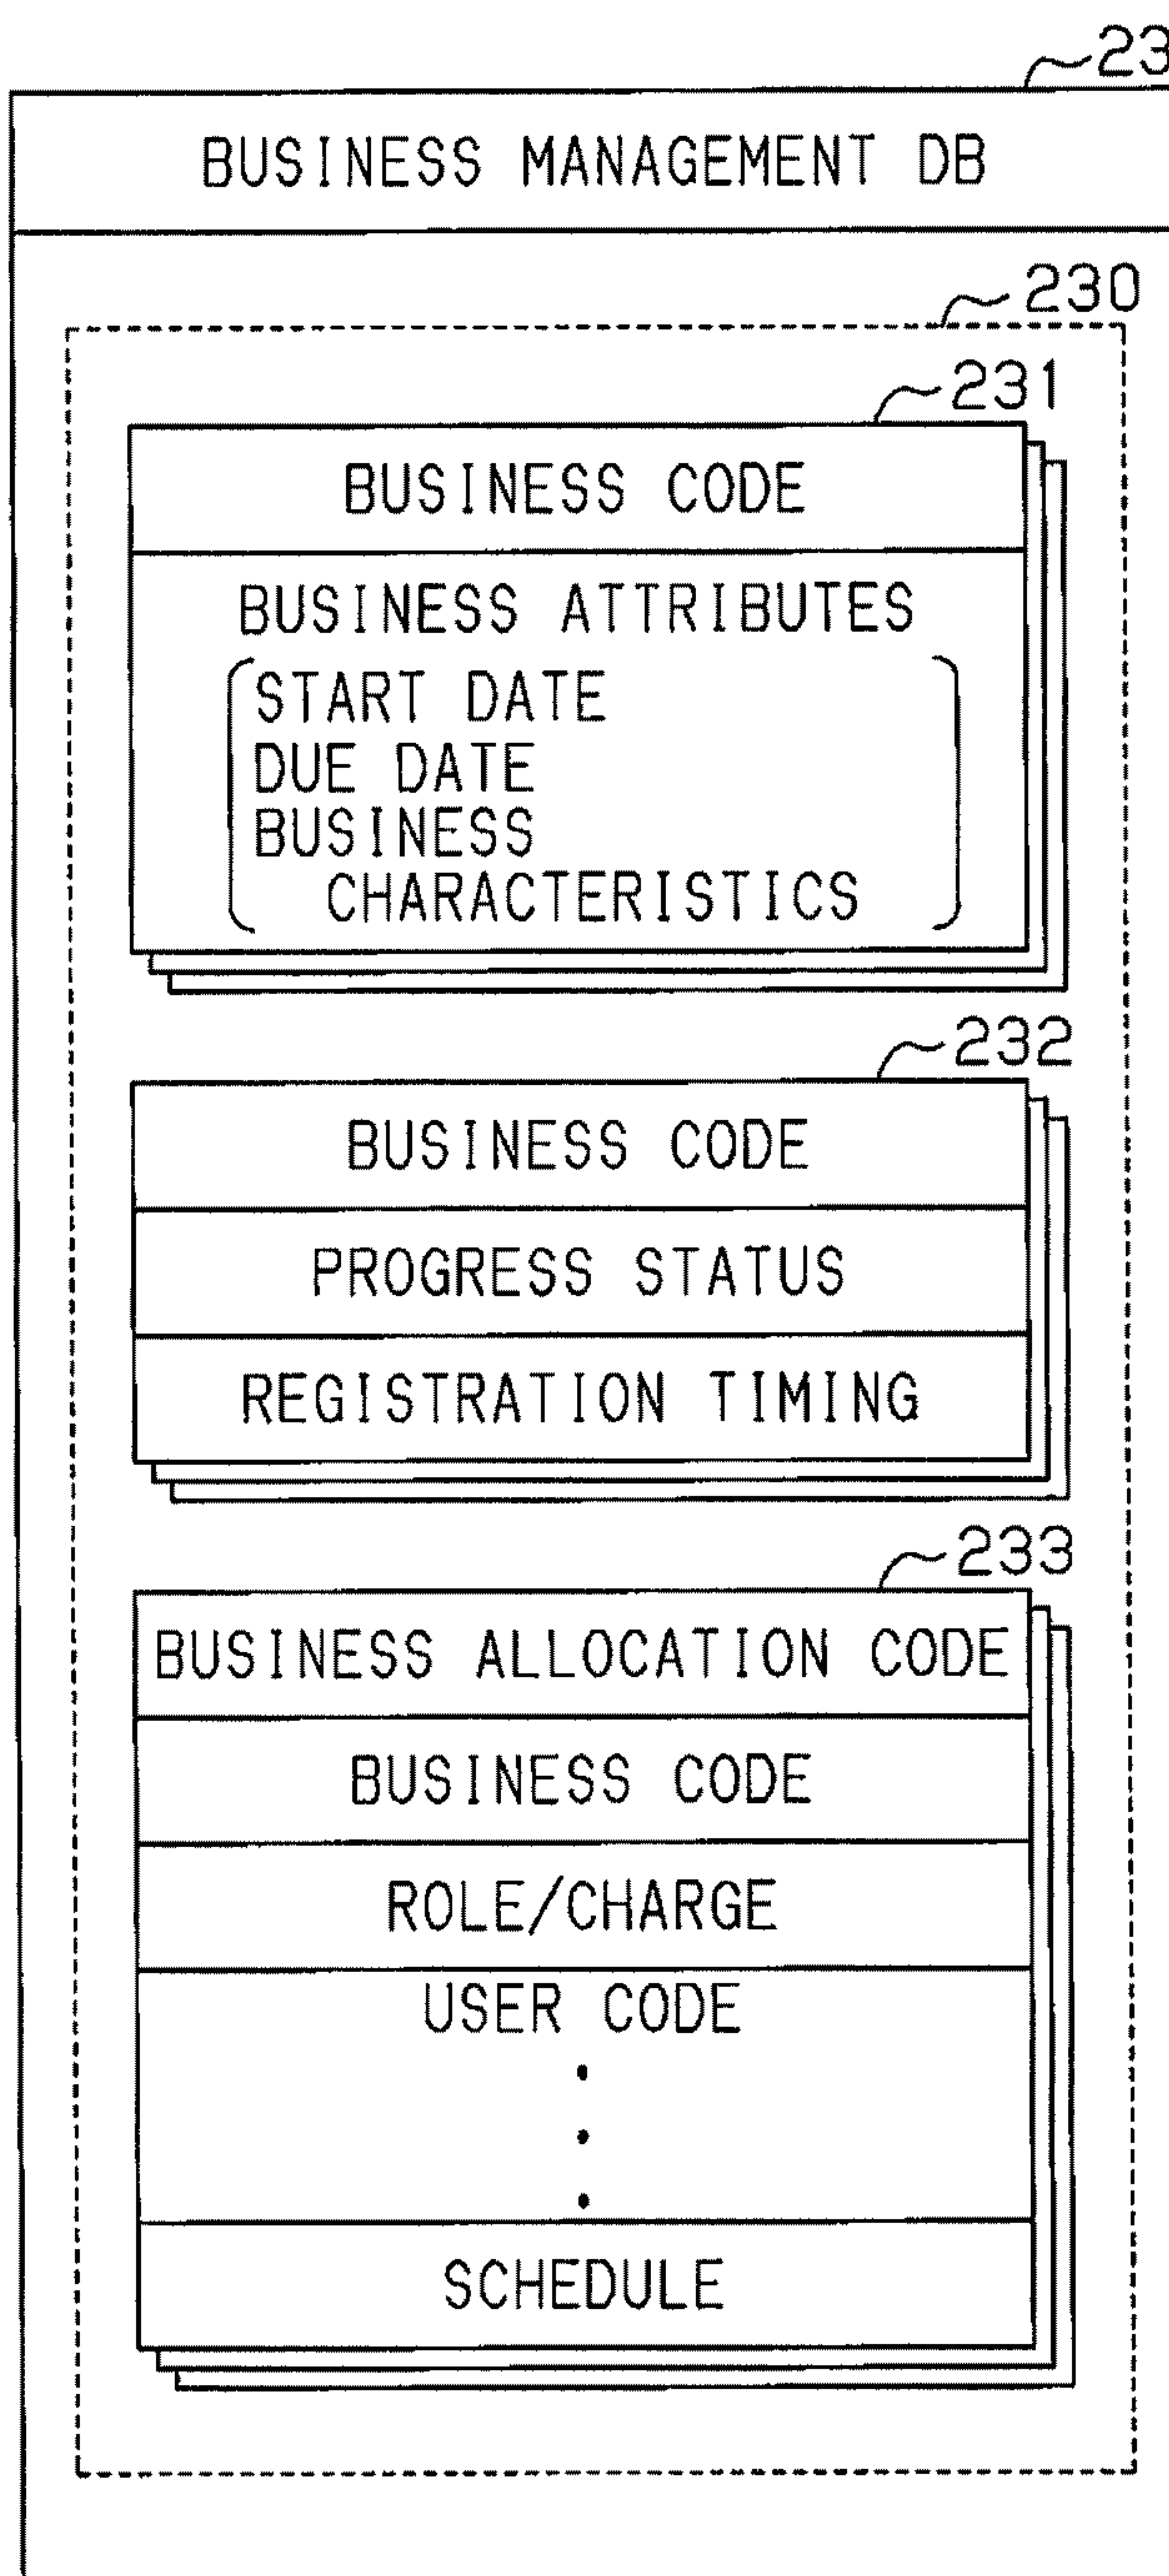 23
BUSINESS MANAGEMENT DB
230
231
BUSINESS CODE
BUSINESS ATTRIBUTES
START DATE
DUE DATE
BUSINESS
CHARACTERISTICS
232
BUSINESS CODE
PROGRESS STATUS
REGISTRATION TIMING
233
BUSINESS ALLOCATION CODE
BUSINESS CODE
ROLE/CHARGE
USER CODE
SCHEDULE